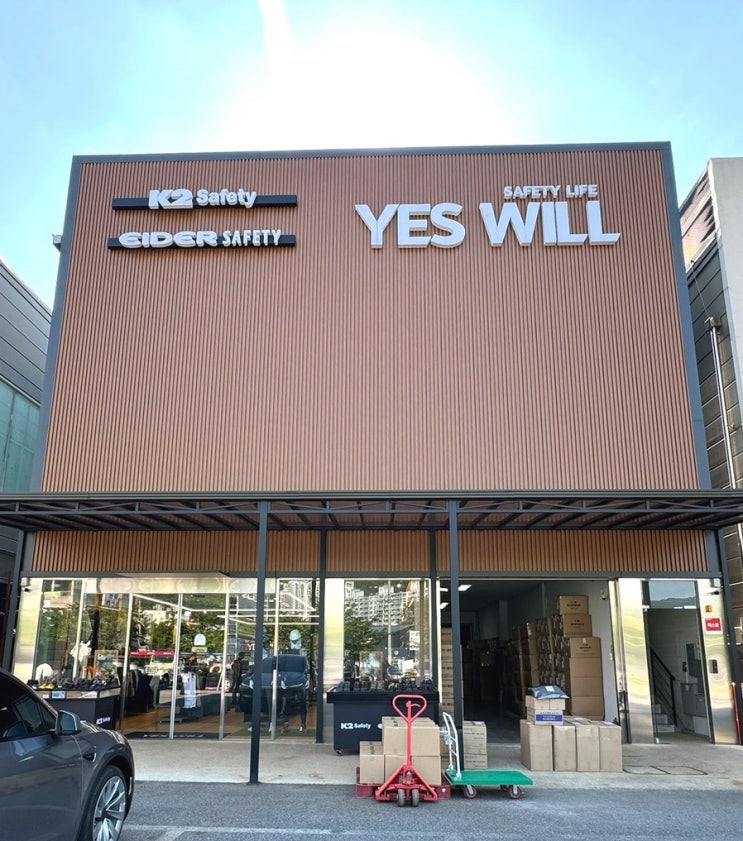 K2 Safety
EIDER SAFETY
SAFETY LIFE
YES WILL
K2 Safety